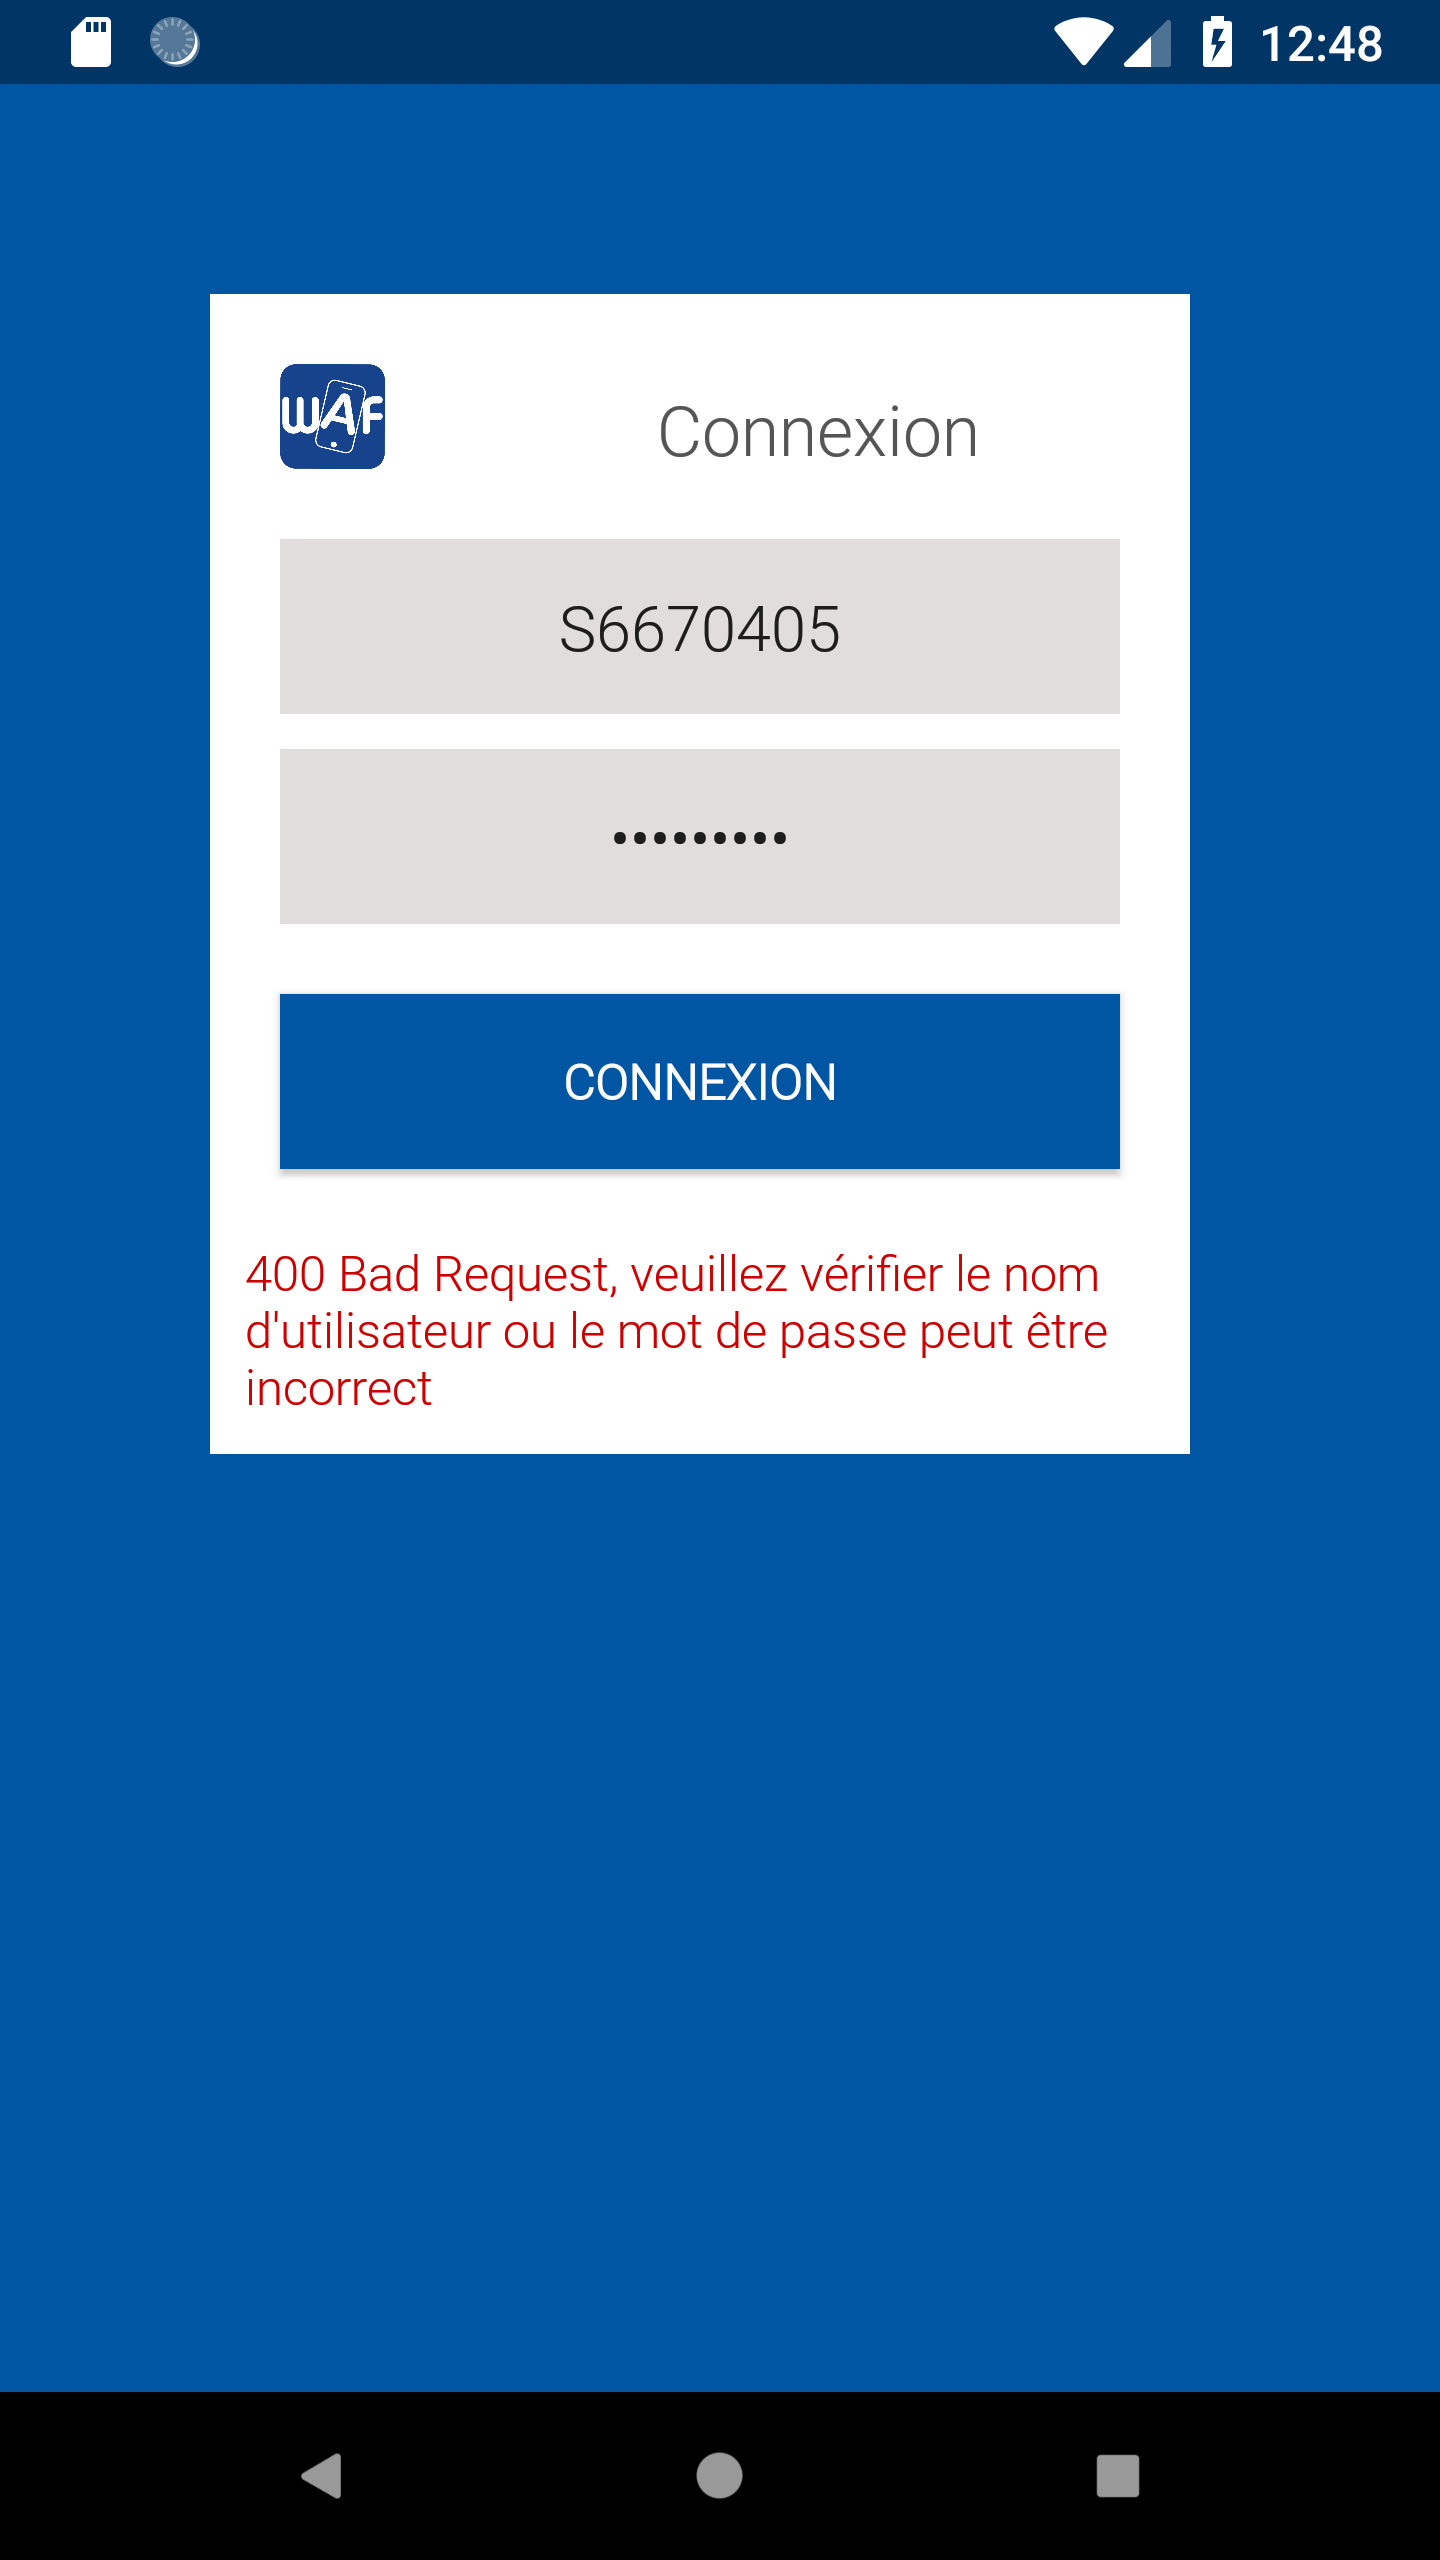 12:48
WAF
Connexion
S6670405
•••••••••
CONNEXION
400 Bad Request, veuillez vérifier le nom
d'utilisateur ou le mot de passe peut être
incorrect